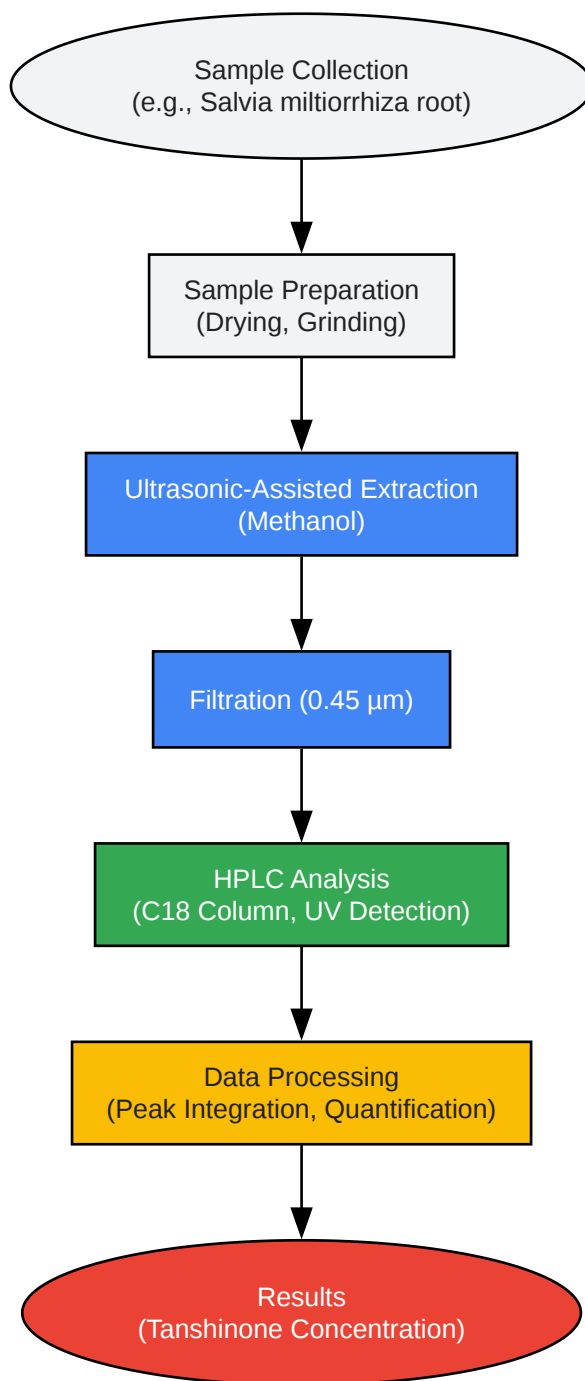 Sample Collection
(e.g., Salvia miltiorrhiza root)
Sample Preparation
(Drying, Grinding)
Ultrasonic-Assisted Extraction
(Methanol)
Filtration (0.45 µm)
HPLC Analysis
(C18 Column, UV Detection)
Data Processing
(Peak Integration, Quantification)
Results
(Tanshinone Concentration)